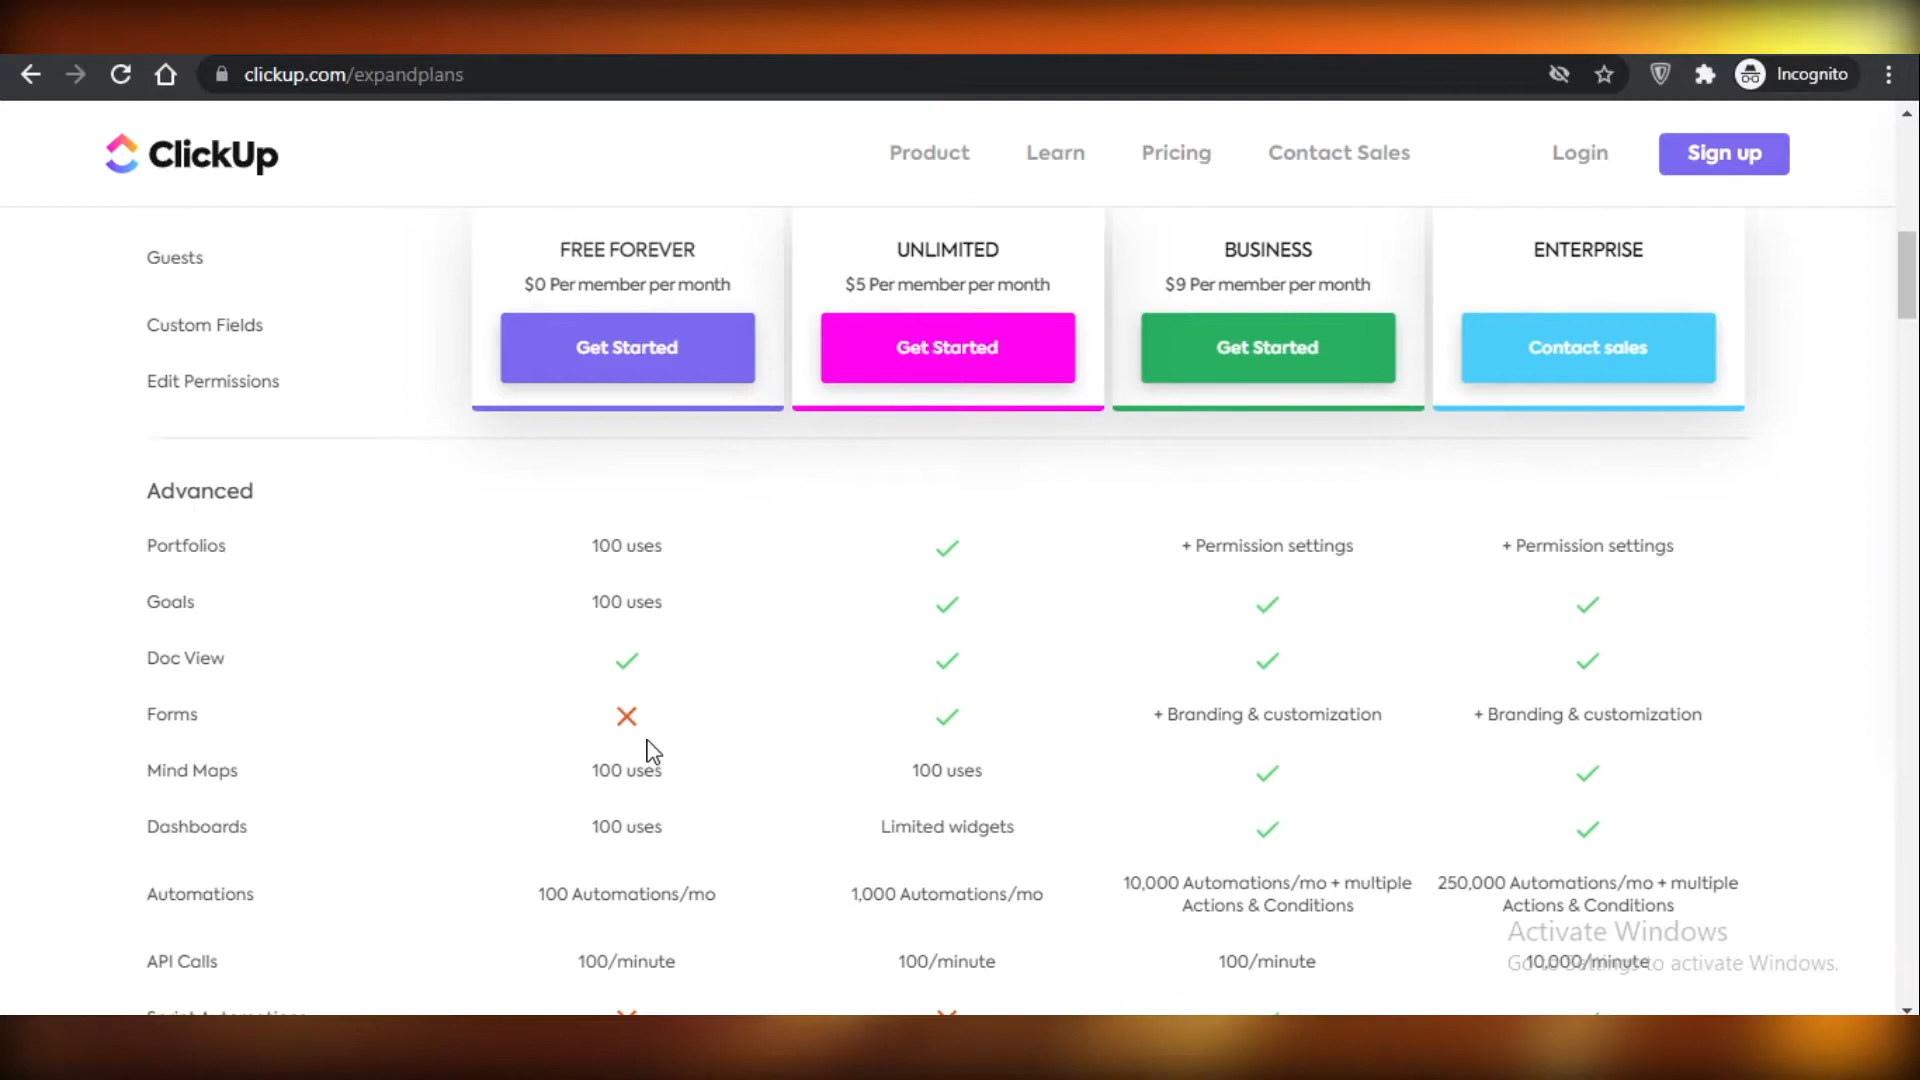 clickup.com/expandplans
Incognito
ClickUp
Product Learn Pricing Contact Sales Login Sign up
Guests
Custom Fields
Edit Permissions
FREE FOREVER
$0 Per member per month
Get Started
UNLIMITED
$5 Per member per month
Get Started
BUSINESS
$9 Per member per month
Get Started
ENTERPRISE
Contact sales
Advanced
Portfolios 100 uses + Permission settings + Permission settings
Goals 100 uses
Doc View
Forms + Branding & customization + Branding & customization
Mind Maps 100 uses 100 uses
Dashboards 100 uses Limited widgets
Automations 100 Automations/mo 1,000 Automations/mo 10,000 Automations/mo + multiple 250,000 Automations/mo + multiple
Actions & Conditions Actions & Conditions
Activate Windows
API Calls 100/minute 100/minute 100/minute 10,000/minute
Go to Settings to activate Windows.